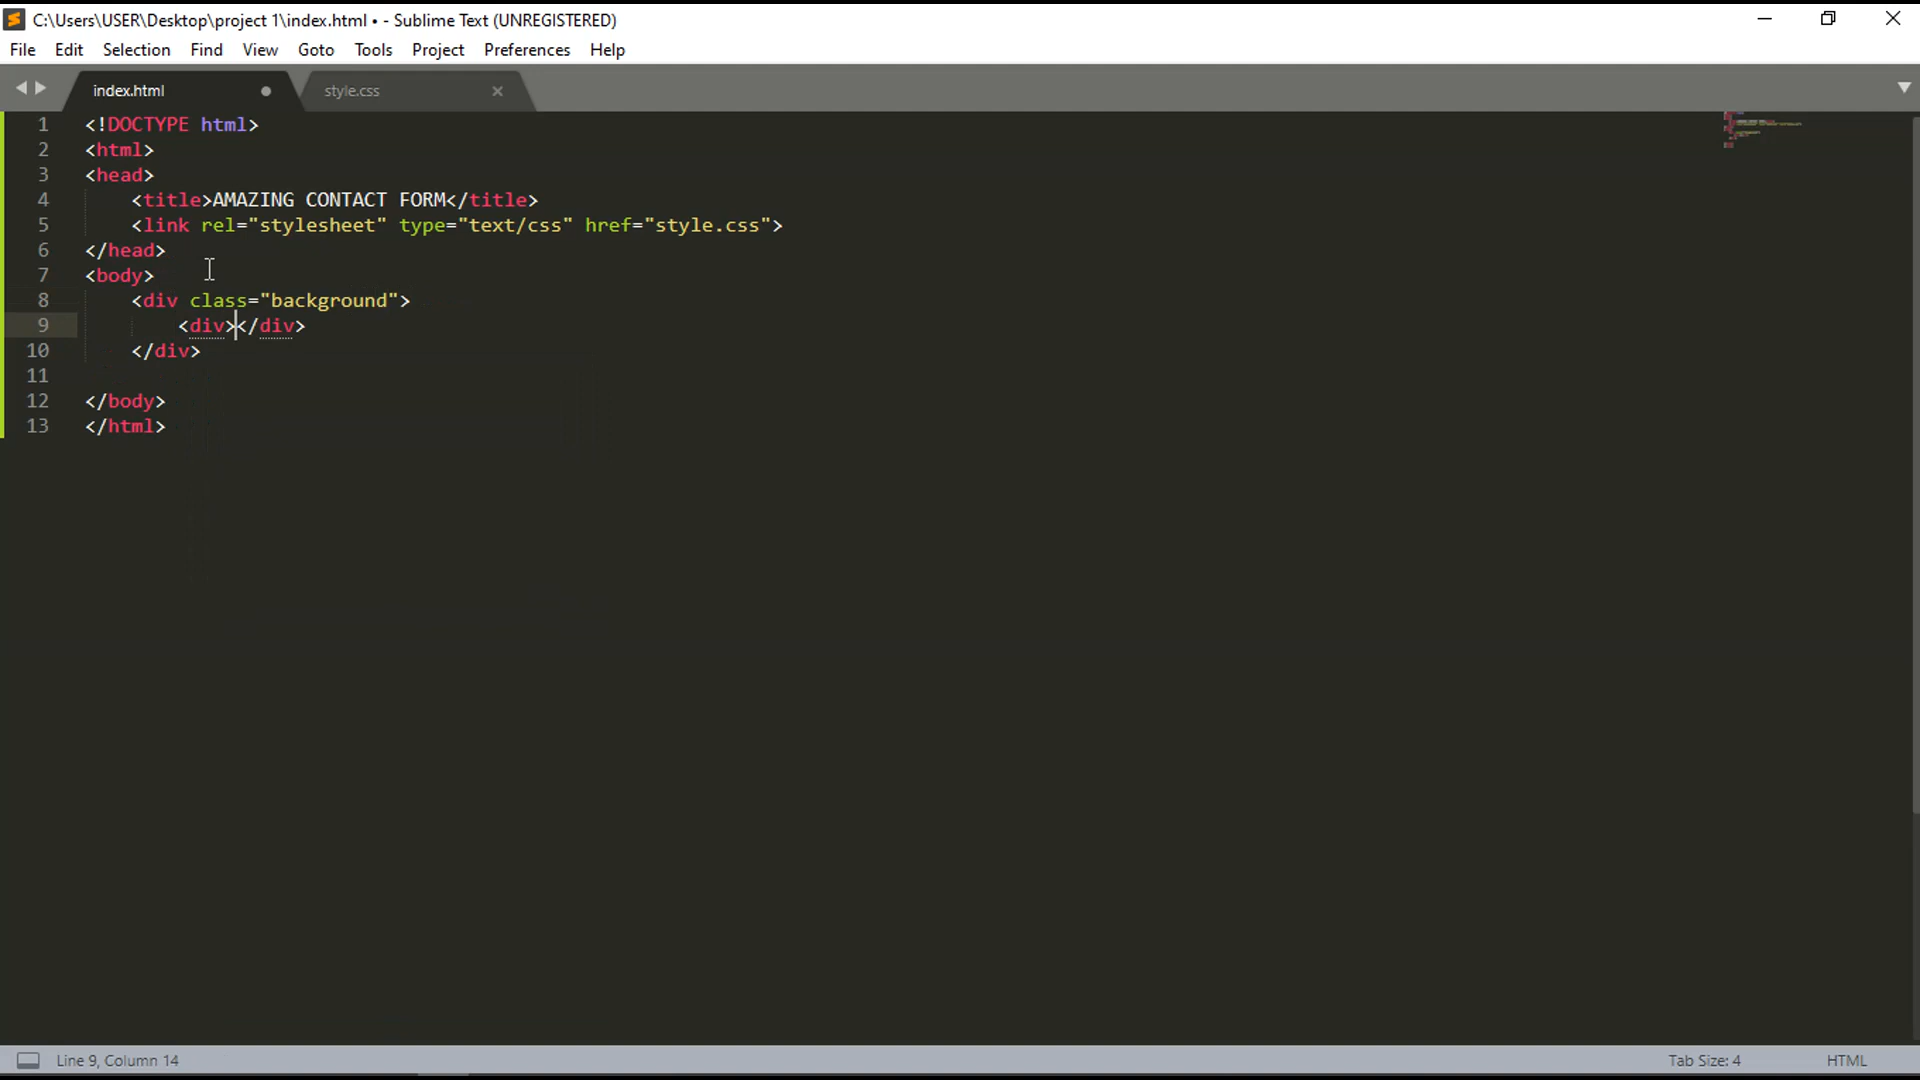 C:\Users\USER\Desktop\project 1\index.html • - Sublime Text (UNREGISTERED)
File Edit Selection Find View Goto Tools Project Preferences Help
index.html style.css
1 <!DOCTYPE html>
2 <html>
3 <head>
4 <title>AMAZING CONTACT FORM</title>
5 <link rel="stylesheet" type="text/css" href="style.css">
6 </head>
7 <body>
8 <div class="background">
9 <div></div>
10 </div>
11
12 </body>
13 </html>
Line 9, Column 14 Tab Size: 4 HTML